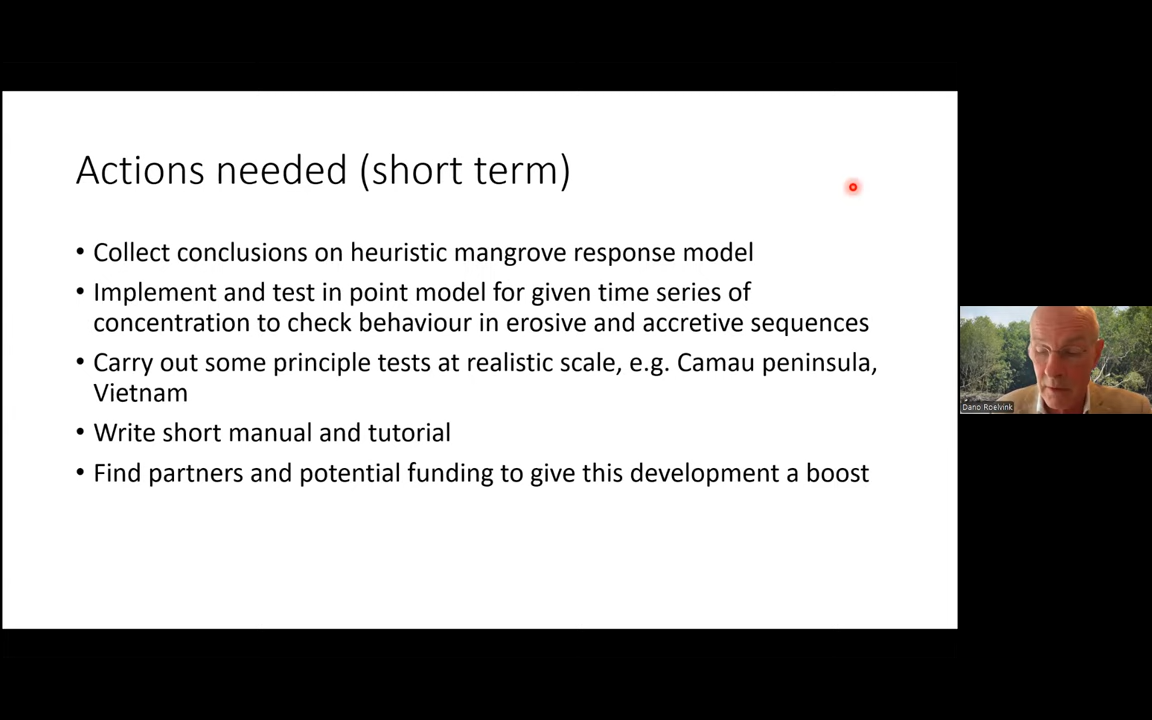 Actions needed (short term)
• Collect conclusions on heuristic mangrove response model
• Implement and test in point model for given time series of
concentration to check behaviour in erosive and accretive sequences
• Carry out some principle tests at realistic scale, e.g. Camau peninsula,
Vietnam
• Write short manual and tutorial
• Find partners and potential funding to give this development a boost
Dano Roelvink